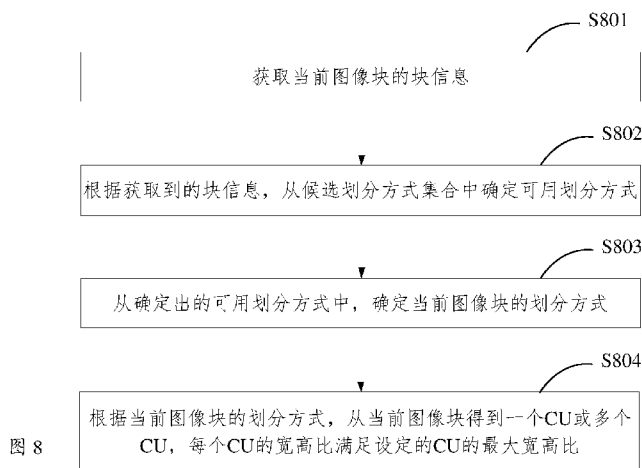 S801
获取当前图像块的块信息
S802
根据获取到的块信息，从候选划分方式集合中确定可用划分方式
S803
从确定出的可用划分方式中，确定当前图像块的划分方式
S804
根据当前图像块的划分方式，从当前图像块得到一个CU或多个
CU，每个CU的宽高比满足设定的CU的最大宽高比
图 8